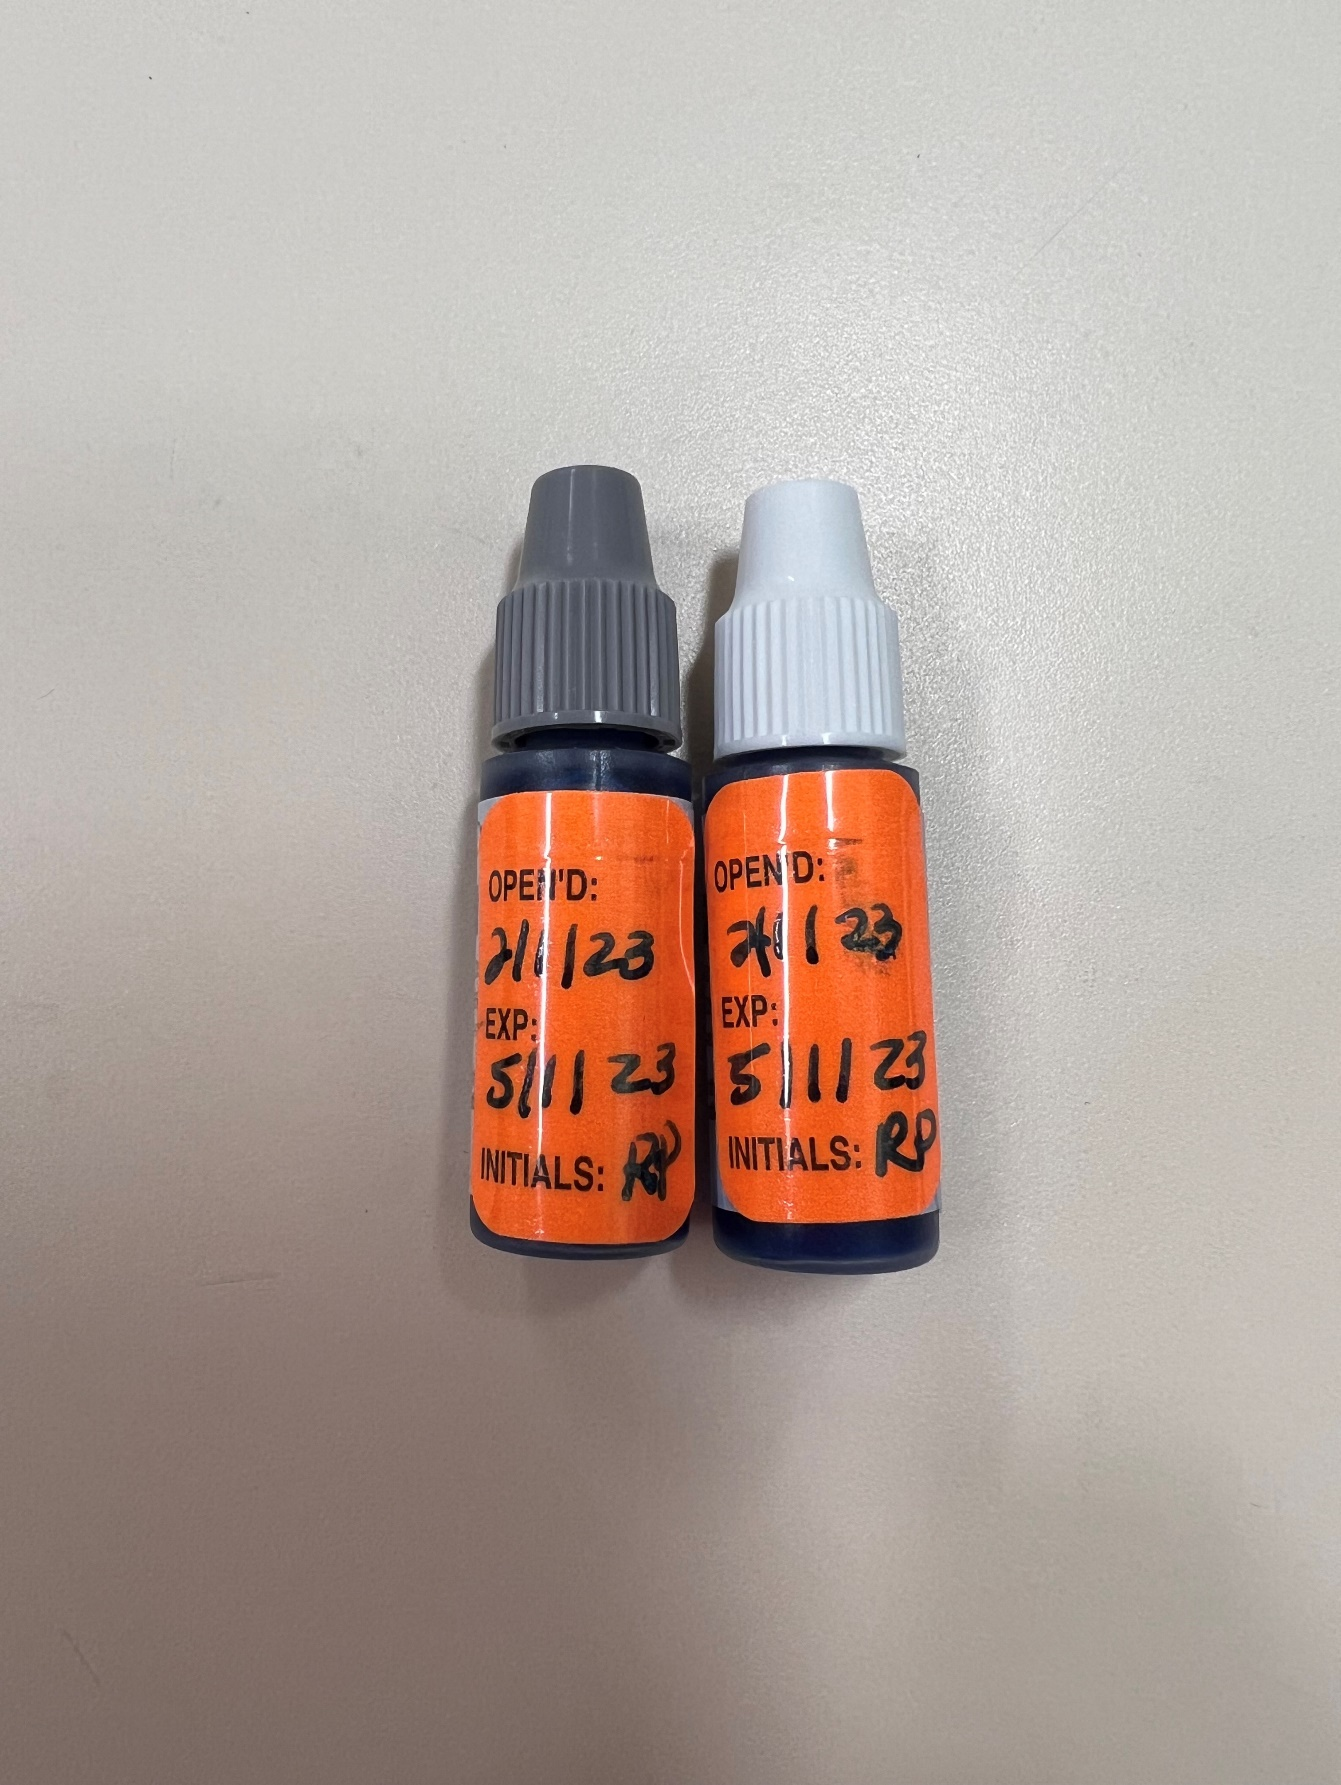 OPEN'D:
2/1/23
EXP:
5/1/23
INITIALS: RP
OPEN'D:
2/1/23
EXP:
5/1/23
INITIALS: RP